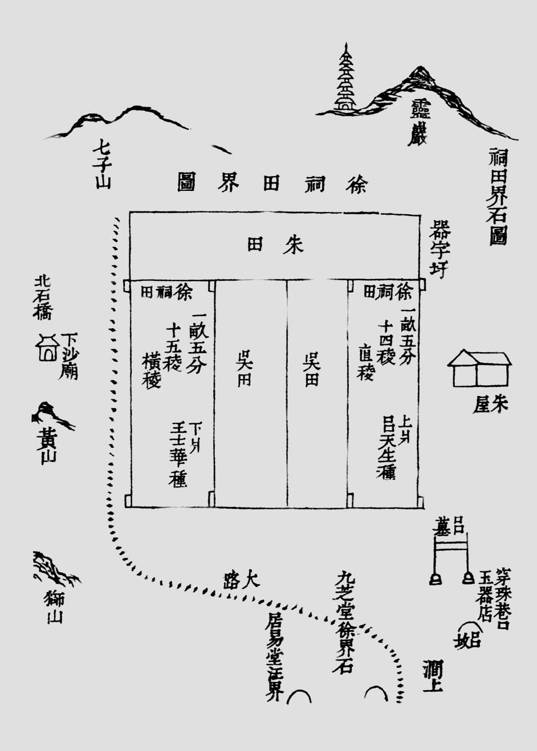 祠田界石圖
徐祠田界圖
靈巖
七子山
器字圩
朱田
徐祠田
一畝五分
十四稜
直稜
上爿
呂天生種
吳田
吳田
徐祠田
一畝五分
十五稜
橫稜
下爿
王士華種
朱屋
呂墓
穿珠巷口
玉器店
呂坟
澗上
九芝堂徐界石
居易堂汪界
大路
北石橋
下沙廟
黃山
獅山